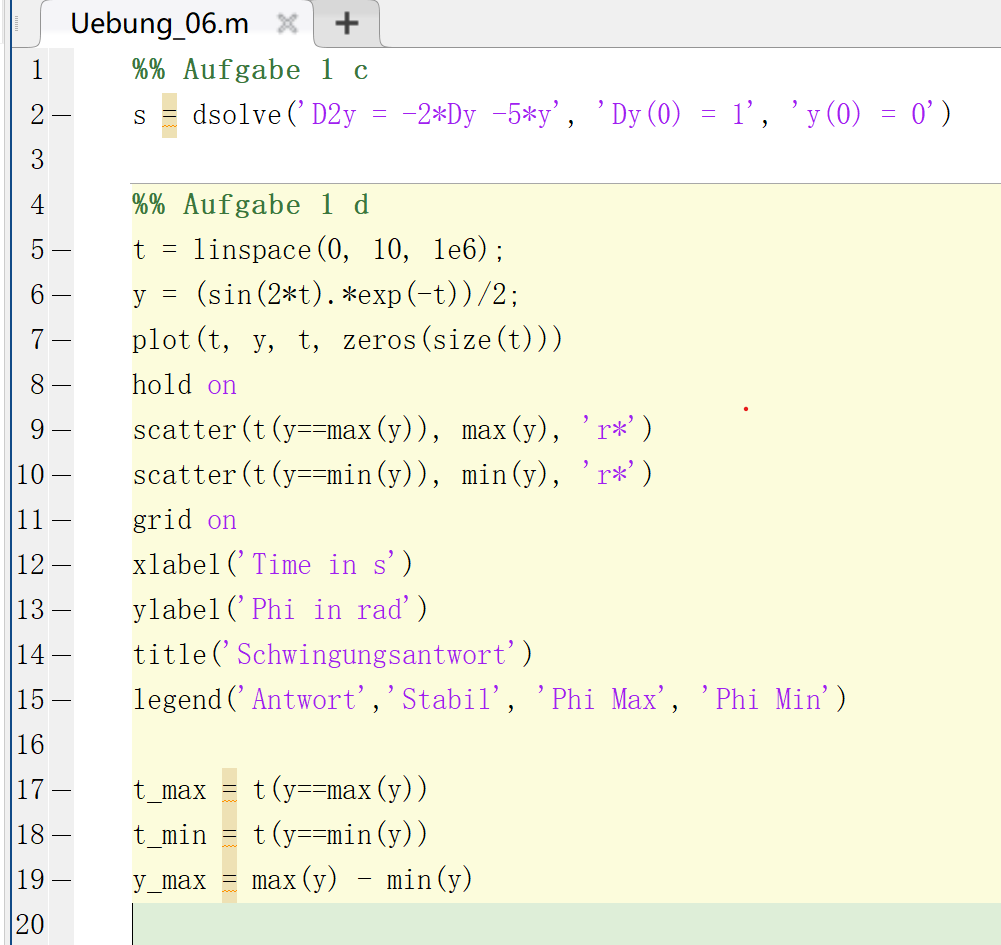 Uebung_06.m
1 %% Aufgabe 1 c
2 s = dsolve('D2y = -2*Dy -5*y', 'Dy(0) = 1', 'y(0) = 0')
3
4 %% Aufgabe 1 d
5 t = linspace(0, 10, 1e6);
6 y = (sin(2*t).*exp(-t))/2;
7 plot(t, y, t, zeros(size(t)))
8 hold on
9 scatter(t(y==max(y)), max(y), 'r*')
10 scatter(t(y==min(y)), min(y), 'r*')
11 grid on
12 xlabel('Time in s')
13 ylabel('Phi in rad')
14 title('Schwingungsantwort')
15 legend('Antwort','Stabil', 'Phi Max', 'Phi Min')
16
17 t_max = t(y==max(y))
18 t_min = t(y==min(y))
19 y_max = max(y) - min(y)
20